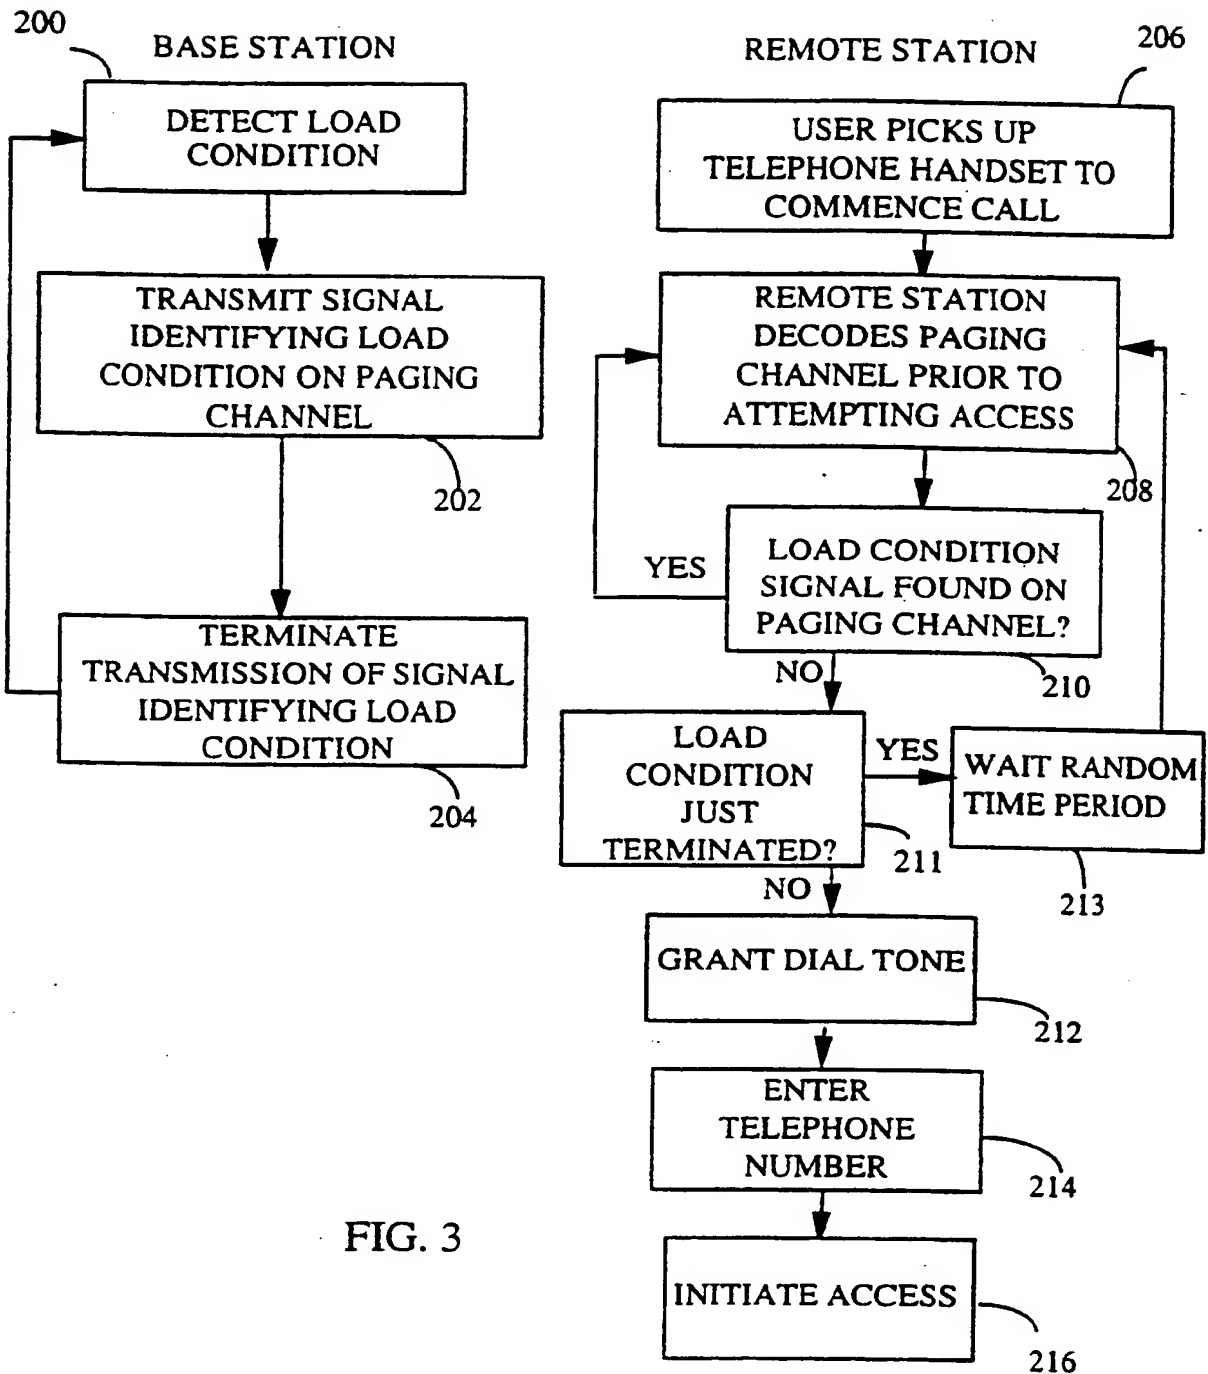 200
BASE STATION
DETECT LOAD
CONDITION
TRANSMIT SIGNAL
IDENTIFYING LOAD
CONDITION ON PAGING
CHANNEL
202
TERMINATE
TRANSMISSION OF SIGNAL
IDENTIFYING LOAD
CONDITION
204
REMOTE STATION
206
USER PICKS UP
TELEPHONE HANDSET TO
COMMENCE CALL
REMOTE STATION
DECODES PAGING
CHANNEL PRIOR TO
ATTEMPTING ACCESS
208
LOAD CONDITION
SIGNAL FOUND ON
PAGING CHANNEL?
YES
210
NO
LOAD
CONDITION
JUST
TERMINATED?
211
YES
WAIT RANDOM
TIME PERIOD
213
NO
GRANT DIAL TONE
212
ENTER
TELEPHONE
NUMBER
214
INITIATE ACCESS
216
FIG. 3